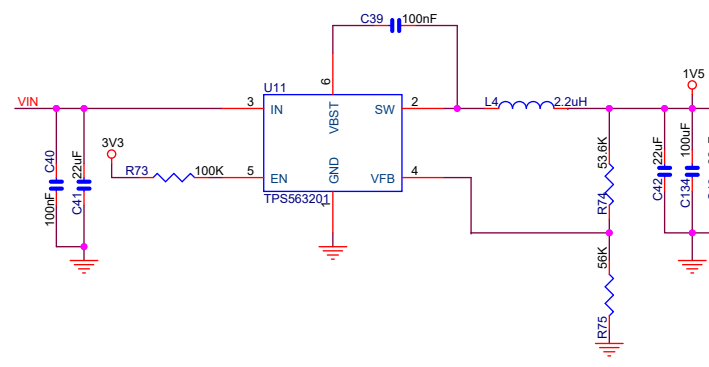 C39 100nF
U11
6
1V5
VIN
3
IN
VBST
SW
2
L4
2.2uH
C40
100nF
22uF
C41
3V3
R73
100K
5
EN
GND
VFB
4
TPS563201
1
53.6K
R74
22uF
C42
100uF
C134
56K
R75